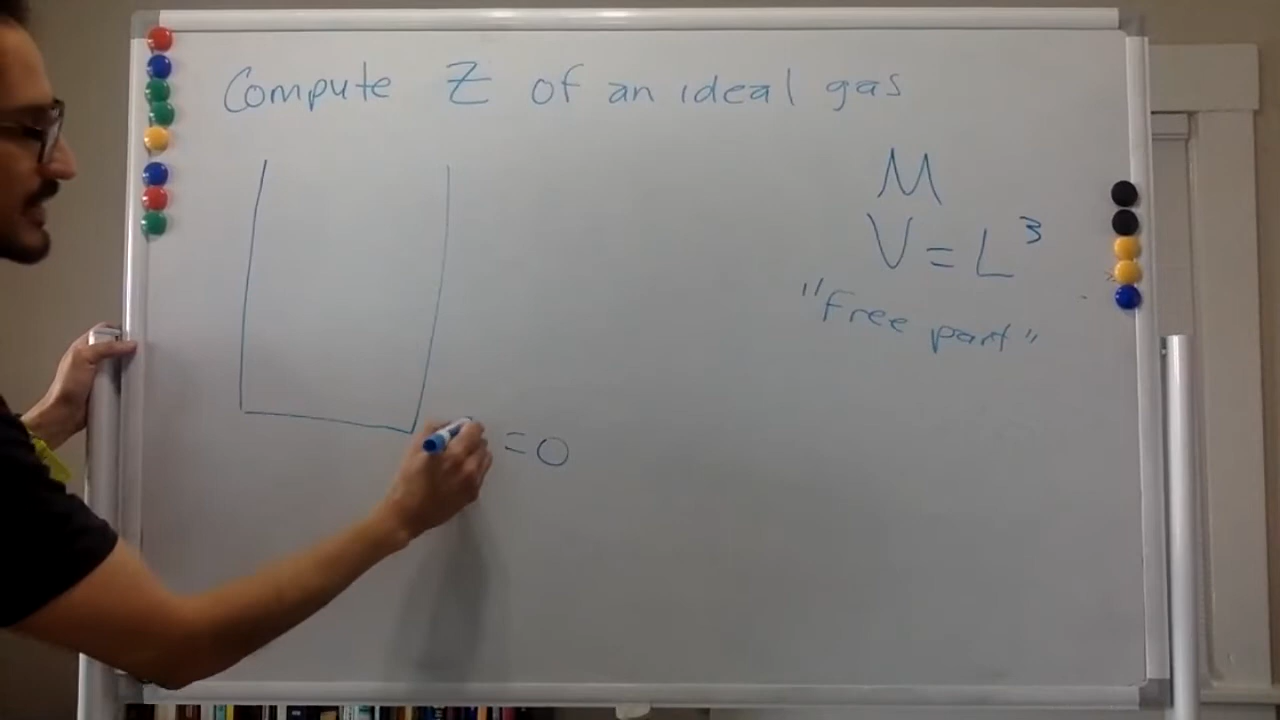 Compute Z of an ideal gas
M
V = L³
"Free part"
= 0